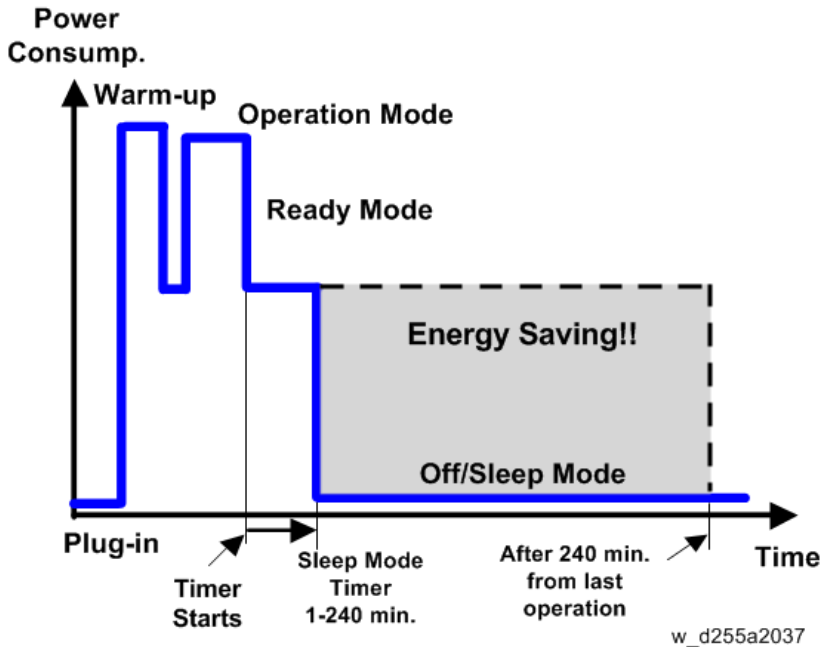 Power
Consump.
Warm-up
Operation Mode
Ready Mode
Energy Saving!!
Off/Sleep Mode
Plug-in
Timer
Starts
Sleep Mode
Timer
1-240 min.
After 240 min.
from last
operation
Time
w_d255a2037